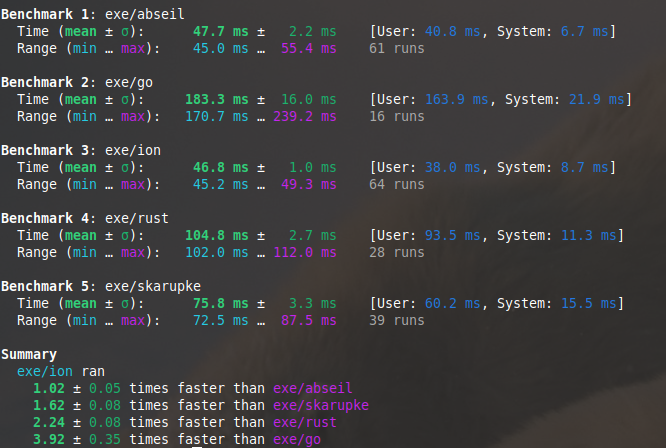 Benchmark 1: exe/abseil
Time (mean ± σ): 47.7 ms ± 2.2 ms [User: 40.8 ms, System: 6.7 ms]
Range (min … max): 45.0 ms … 55.4 ms 61 runs
Benchmark 2: exe/go
Time (mean ± σ): 183.3 ms ± 16.0 ms [User: 163.9 ms, System: 21.9 ms]
Range (min … max): 170.7 ms … 239.2 ms 16 runs
Benchmark 3: exe/ion
Time (mean ± σ): 46.8 ms ± 1.0 ms [User: 38.0 ms, System: 8.7 ms]
Range (min … max): 45.2 ms … 49.3 ms 64 runs
Benchmark 4: exe/rust
Time (mean ± σ): 104.8 ms ± 2.7 ms [User: 93.5 ms, System: 11.3 ms]
Range (min … max): 102.0 ms … 112.0 ms 28 runs
Benchmark 5: exe/skarupke
Time (mean ± σ): 75.8 ms ± 3.3 ms [User: 60.2 ms, System: 15.5 ms]
Range (min … max): 72.5 ms … 87.5 ms 39 runs
Summary
exe/ion ran
1.02 ± 0.05 times faster than exe/abseil
1.62 ± 0.08 times faster than exe/skarupke
2.24 ± 0.08 times faster than exe/rust
3.92 ± 0.35 times faster than exe/go